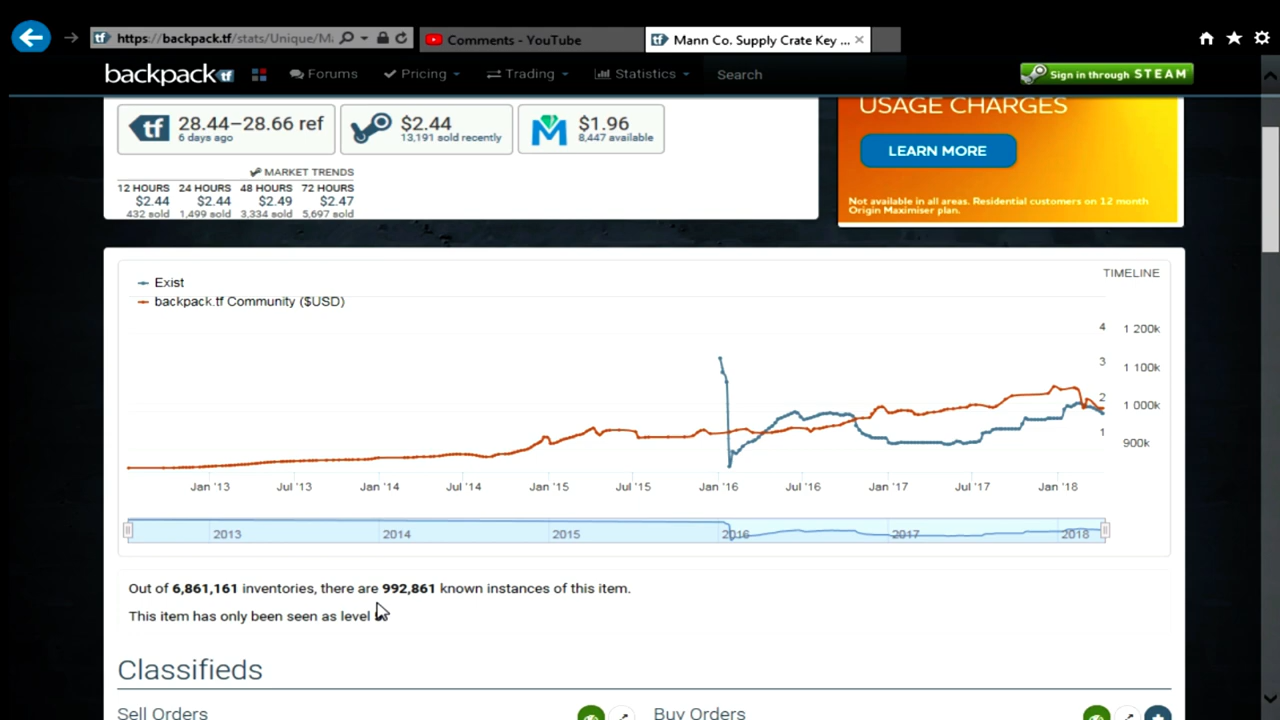 https://backpack.tf/stats/Unique/M
Comments - YouTube
Mann Co. Supply Crate Key ...
backpack tf
Forums
Pricing
Trading
Statistics
Search
Sign in through STEAM
tf
28.44–28.66 ref
6 days ago
$2.44
13,191 sold recently
$1.96
8,447 available
USAGE CHARGES
LEARN MORE
Not available in all areas. Residential customers on 12 month
Origin Maximiser plan.
MARKET TRENDS
12 HOURS 24 HOURS 48 HOURS 72 HOURS
$2.44 $2.44 $2.49 $2.47
432 sold 1,499 sold 3,334 sold 5,697 sold
Exist
backpack.tf Community ($USD)
TIMELINE
4 1 200k
3 1 100k
2 1 000k
1 900k
Jan '13 Jul '13 Jan '14 Jul '14 Jan '15 Jul '15 Jan '16 Jul '16 Jan '17 Jul '17 Jan '18
2013 2014 2015 2016 2017 2018
Out of 6,861,161 inventories, there are 992,861 known instances of this item.
This item has only been seen as level
Classifieds
Sell Orders
Buy Orders